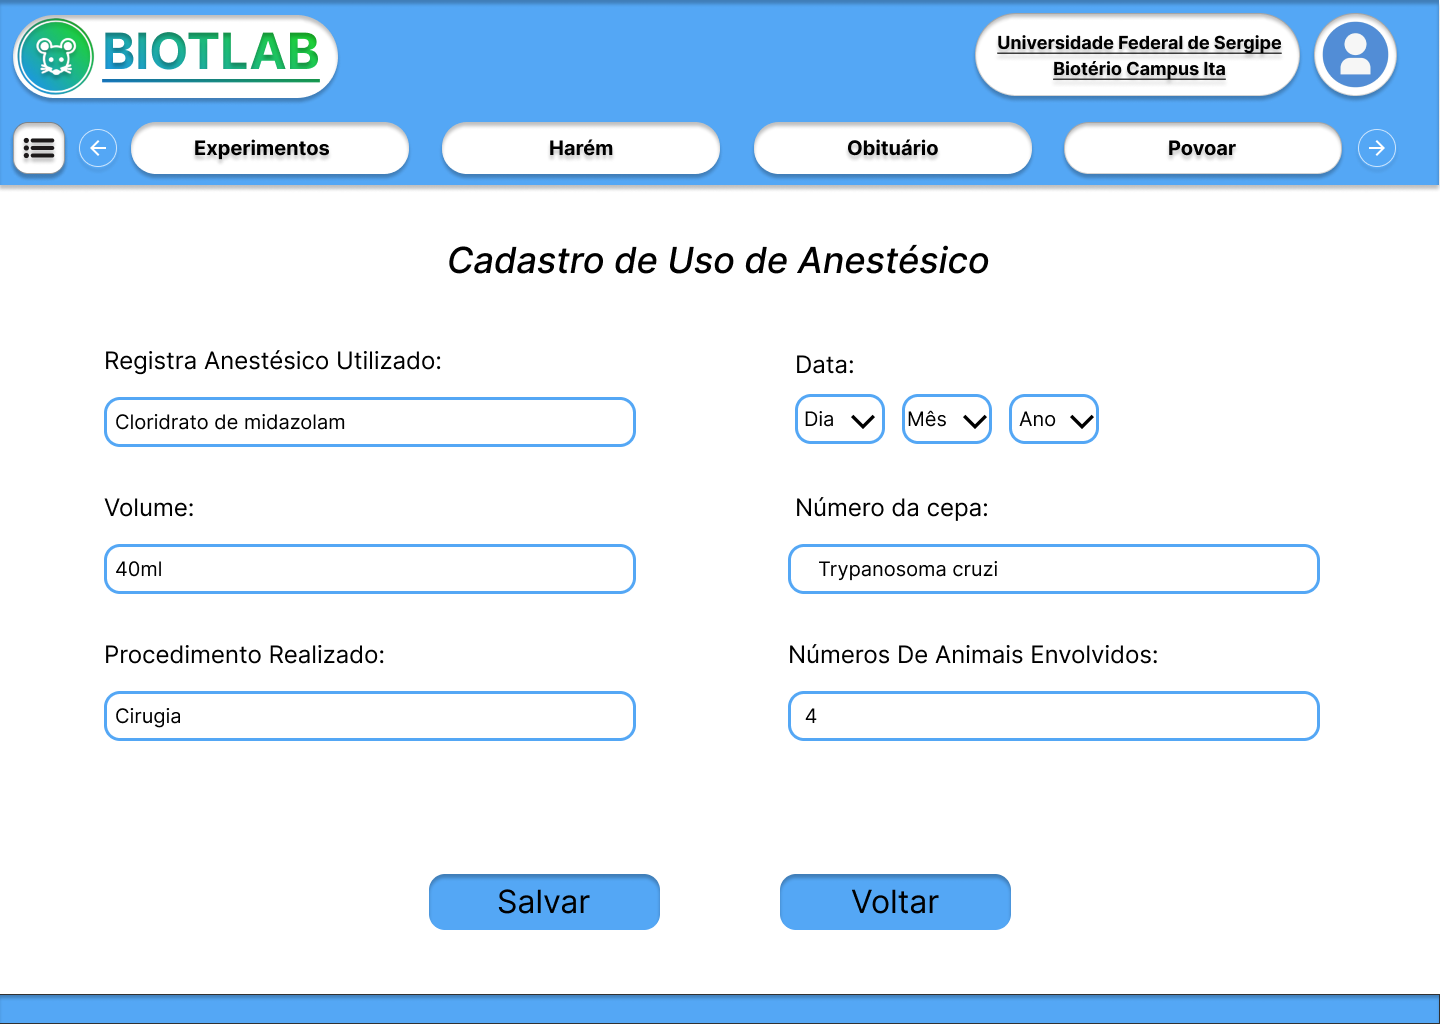 BIOTLAB
Universidade Federal de Sergipe
Biotério Campus Ita
Experimentos
Harém
Obituário
Povoar
Cadastro de Uso de Anestésico
Registra Anestésico Utilizado:
Cloridrato de midazolam
Data:
Dia
Mês
Ano
Volume:
40ml
Número da cepa:
Trypanosoma cruzi
Procedimento Realizado:
Cirugia
Números De Animais Envolvidos:
4
Salvar
Voltar